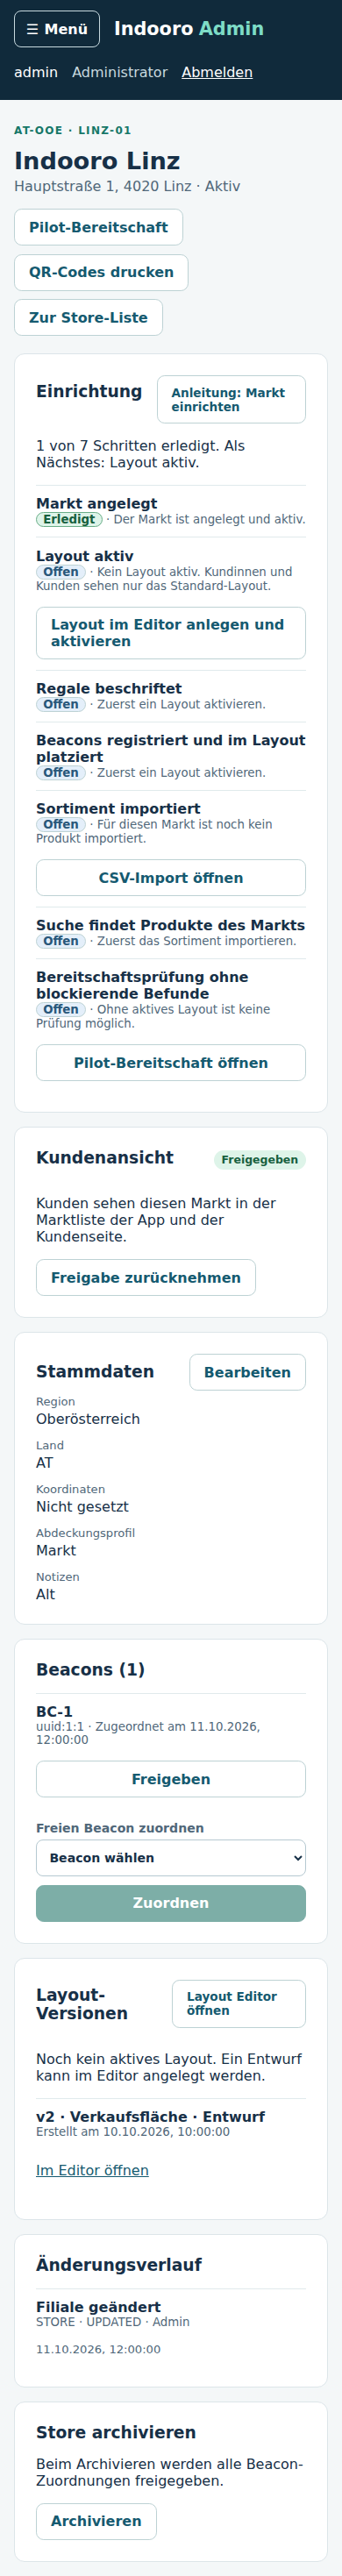 ☰ Menü
Indooro Admin
admin Administrator Abmelden
AT-OOE · LINZ-01
Indooro Linz
Hauptstraße 1, 4020 Linz · Aktiv
Pilot-Bereitschaft
QR-Codes drucken
Zur Store-Liste
Einrichtung
Anleitung: Markt
einrichten
1 von 7 Schritten erledigt. Als
Nächstes: Layout aktiv.
Markt angelegt
Erledigt · Der Markt ist angelegt und aktiv.
Layout aktiv
Offen · Kein Layout aktiv. Kundinnen und
Kunden sehen nur das Standard-Layout.
Layout im Editor anlegen und
aktivieren
Regale beschriftet
Offen · Zuerst ein Layout aktivieren.
Beacons registriert und im Layout
platziert
Offen · Zuerst ein Layout aktivieren.
Sortiment importiert
Offen · Für diesen Markt ist noch kein
Produkt importiert.
CSV-Import öffnen
Suche findet Produkte des Markts
Offen · Zuerst das Sortiment importieren.
Bereitschaftsprüfung ohne
blockierende Befunde
Offen · Ohne aktives Layout ist keine
Prüfung möglich.
Pilot-Bereitschaft öffnen
Kundenansicht
Freigegeben
Kunden sehen diesen Markt in der
Marktliste der App und der
Kundenseite.
Freigabe zurücknehmen
Stammdaten
Bearbeiten
Region
Oberösterreich
Land
AT
Koordinaten
Nicht gesetzt
Abdeckungsprofil
Markt
Notizen
Alt
Beacons (1)
BC-1
uuid:1:1 · Zugeordnet am 11.10.2026,
12:00:00
Freigeben
Freien Beacon zuordnen
Beacon wählen
Zuordnen
Layout-
Versionen
Layout Editor
öffnen
Noch kein aktives Layout. Ein Entwurf
kann im Editor angelegt werden.
v2 · Verkaufsfläche · Entwurf
Erstellt am 10.10.2026, 10:00:00
Im Editor öffnen
Änderungsverlauf
Filiale geändert
STORE · UPDATED · Admin
11.10.2026, 12:00:00
Store archivieren
Beim Archivieren werden alle Beacon-
Zuordnungen freigegeben.
Archivieren